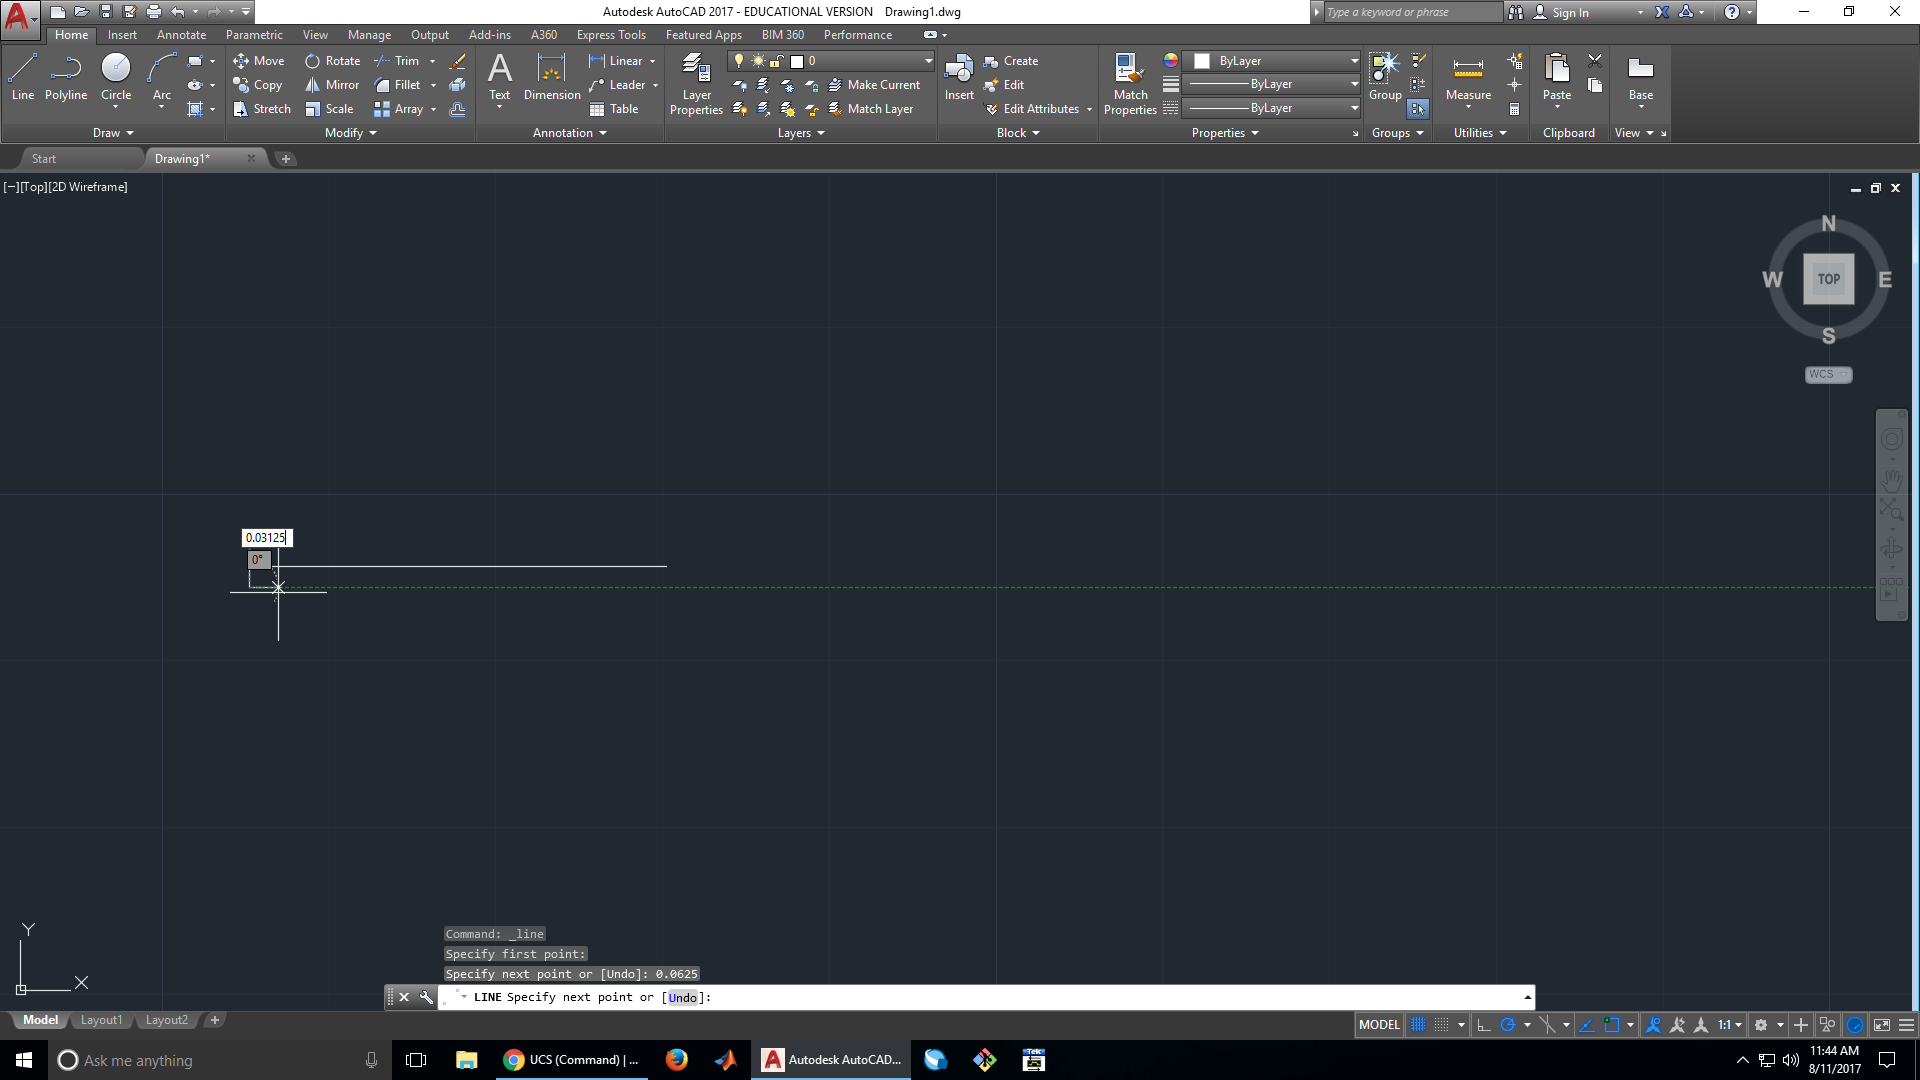 Autodesk AutoCAD 2017 - EDUCATIONAL VERSION Drawing1.dwg
Type a keyword or phrase
Sign In
Home Insert Annotate Parametric View Manage Output Add-ins A360 Express Tools Featured Apps BIM 360 Performance
Line
Polyline
Circle
Arc
Draw
Move
Rotate
Trim
Copy
Mirror
Fillet
Stretch
Scale
Array
Modify
Text
Dimension
Linear
Leader
Table
Annotation
Layer
Properties
0
Make Current
Match Layer
Layers
Insert
Create
Edit
Edit Attributes
Block
Match
Properties
ByLayer
ByLayer
ByLayer
Properties
Group
Groups
Measure
Utilities
Paste
Clipboard
Base
View
Start
Drawing1*
[−][Top][2D Wireframe]
N
W
TOP
E
S
WCS
0.03125
0°
Y
X
Command: _line
Specify first point:
Specify next point or [Undo]: 0.0625
LINE Specify next point or [Undo]:
Model Layout1 Layout2
MODEL
1:1
Ask me anything
UCS (Command) | ...
Autodesk AutoCAD...
Tek
11:44 AM
8/11/2017